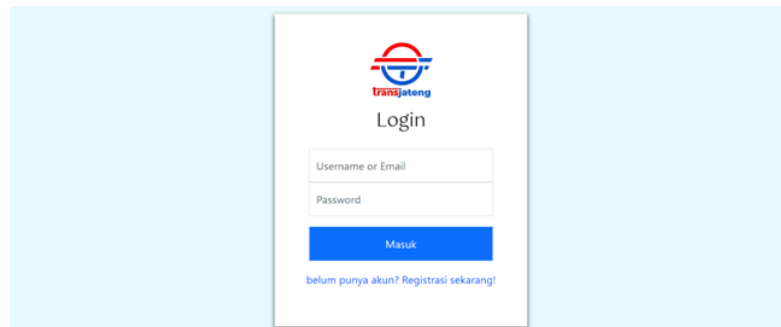 transjateng
Login
Username or Email
Password
Masuk
belum punya akun? Registrasi sekarang!